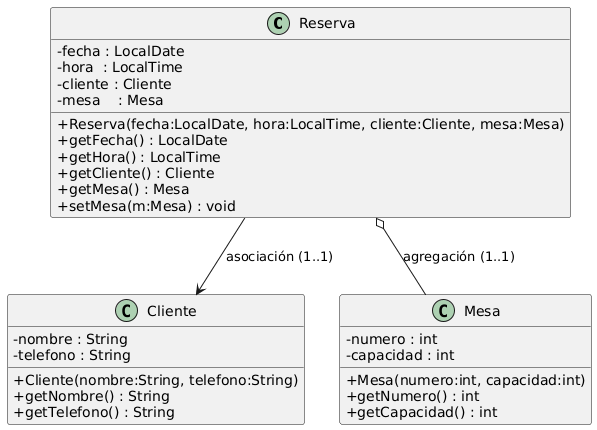 C Reserva
-fecha : LocalDate
-hora : LocalTime
-cliente : Cliente
-mesa : Mesa
+Reserva(fecha:LocalDate, hora:LocalTime, cliente:Cliente, mesa:Mesa)
+getFecha() : LocalDate
+getHora() : LocalTime
+getCliente() : Cliente
+getMesa() : Mesa
+setMesa(m:Mesa) : void
asociación (1..1)
agregación (1..1)
C Cliente
-nombre : String
-telefono : String
+Cliente(nombre:String, telefono:String)
+getNombre() : String
+getTelefono() : String
C Mesa
-numero : int
-capacidad : int
+Mesa(numero:int, capacidad:int)
+getNumero() : int
+getCapacidad() : int